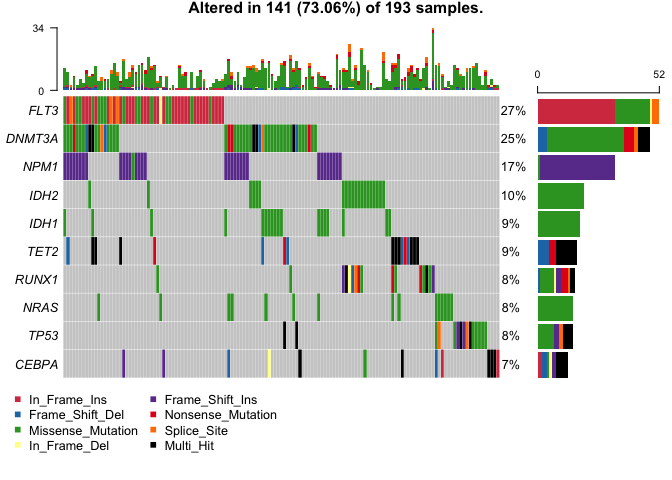 Altered in 141 (73.06%) of 193 samples.
34
0
0 52
FLT3 27%
DNMT3A 25%
NPM1 17%
IDH2 10%
IDH1 9%
TET2 9%
RUNX1 8%
NRAS 8%
TP53 8%
CEBPA 7%
In_Frame_Ins Frame_Shift_Ins
Frame_Shift_Del Nonsense_Mutation
Missense_Mutation Splice_Site
In_Frame_Del Multi_Hit